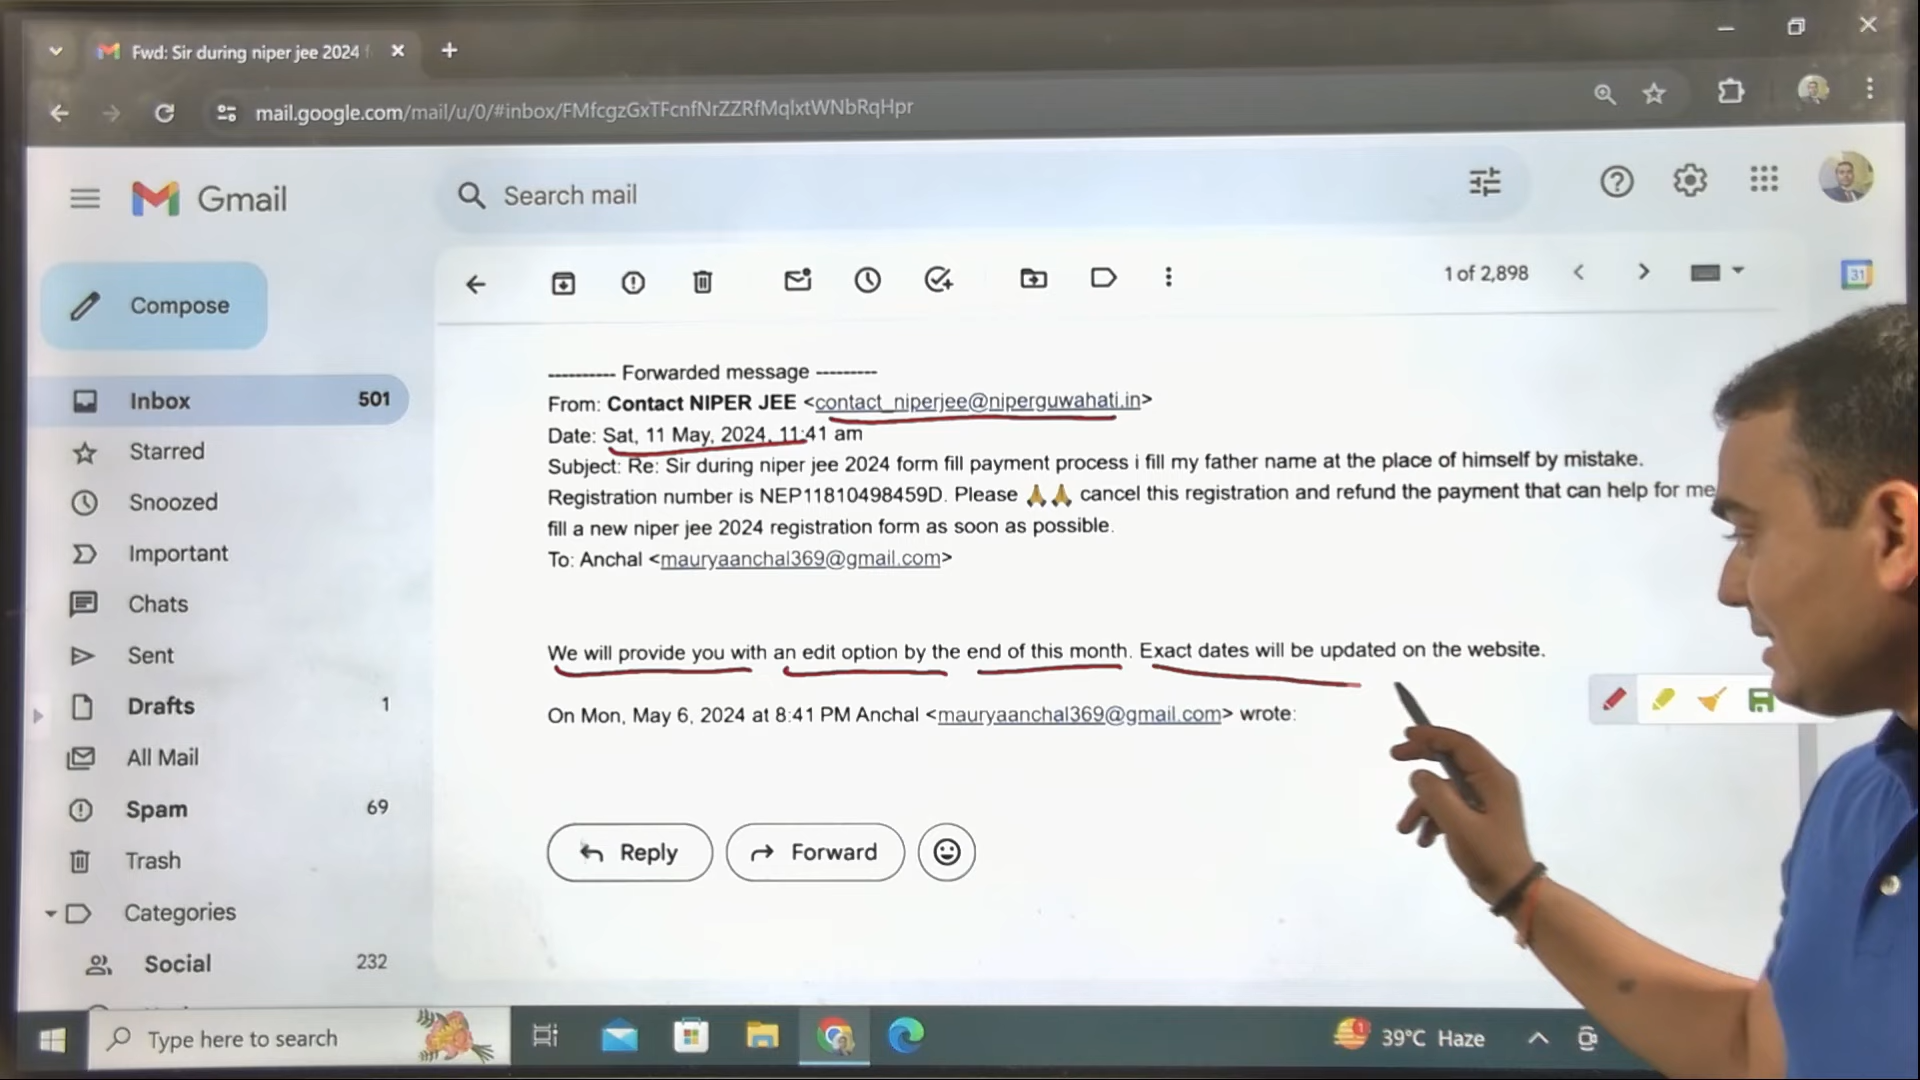 Fwd: Sir during niper jee 2024 f
mail.google.com/mail/u/0/#inbox/FMfcgzGxTFcnfNrZZRfMqlxtWNbRqHpr
Gmail
Search mail
Compose
1 of 2,898
31
Inbox 501
Starred
Snoozed
Important
Chats
Sent
Drafts 1
All Mail
Spam 69
Trash
Categories
Social 232
---------- Forwarded message ---------
From: Contact NIPER JEE <contact_niperjee@niperguwahati.in>
Date: Sat, 11 May, 2024, 11:41 am
Subject: Re: Sir during niper jee 2024 form fill payment process i fill my father name at the place of himself by mistake.
Registration number is NEP11810498459D. Please 🙏🙏 cancel this registration and refund the payment that can help for me
fill a new niper jee 2024 registration form as soon as possible.
To: Anchal <mauryaanchal369@gmail.com>
We will provide you with an edit option by the end of this month. Exact dates will be updated on the website.
On Mon, May 6, 2024 at 8:41 PM Anchal <mauryaanchal369@gmail.com> wrote:
Reply
Forward
Type here to search
1
39°C Haze